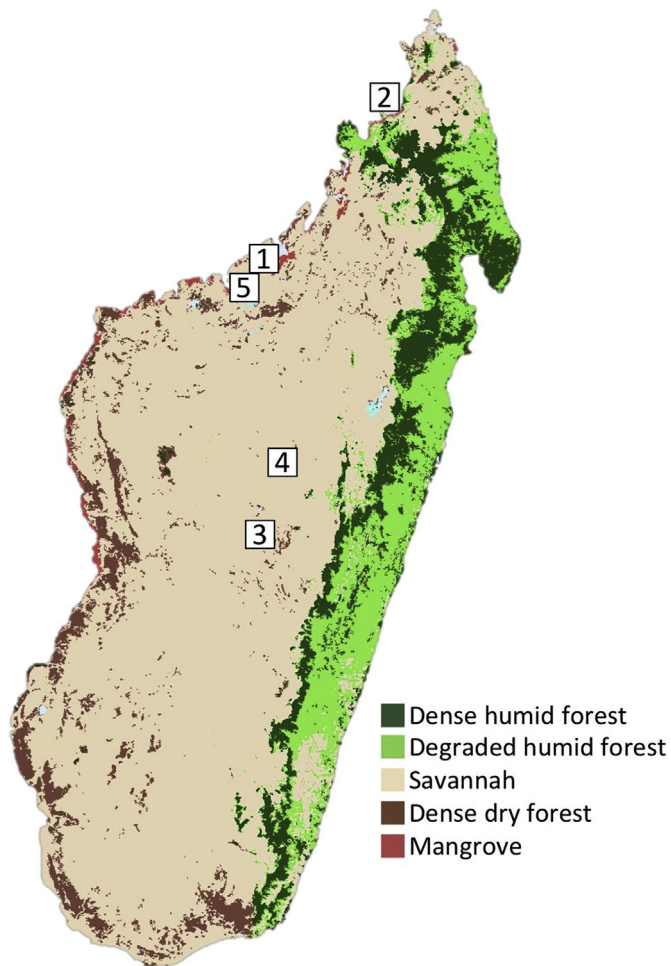 2
1
5
4
3
Dense humid forest
Degraded humid forest
Savannah
Dense dry forest
Mangrove